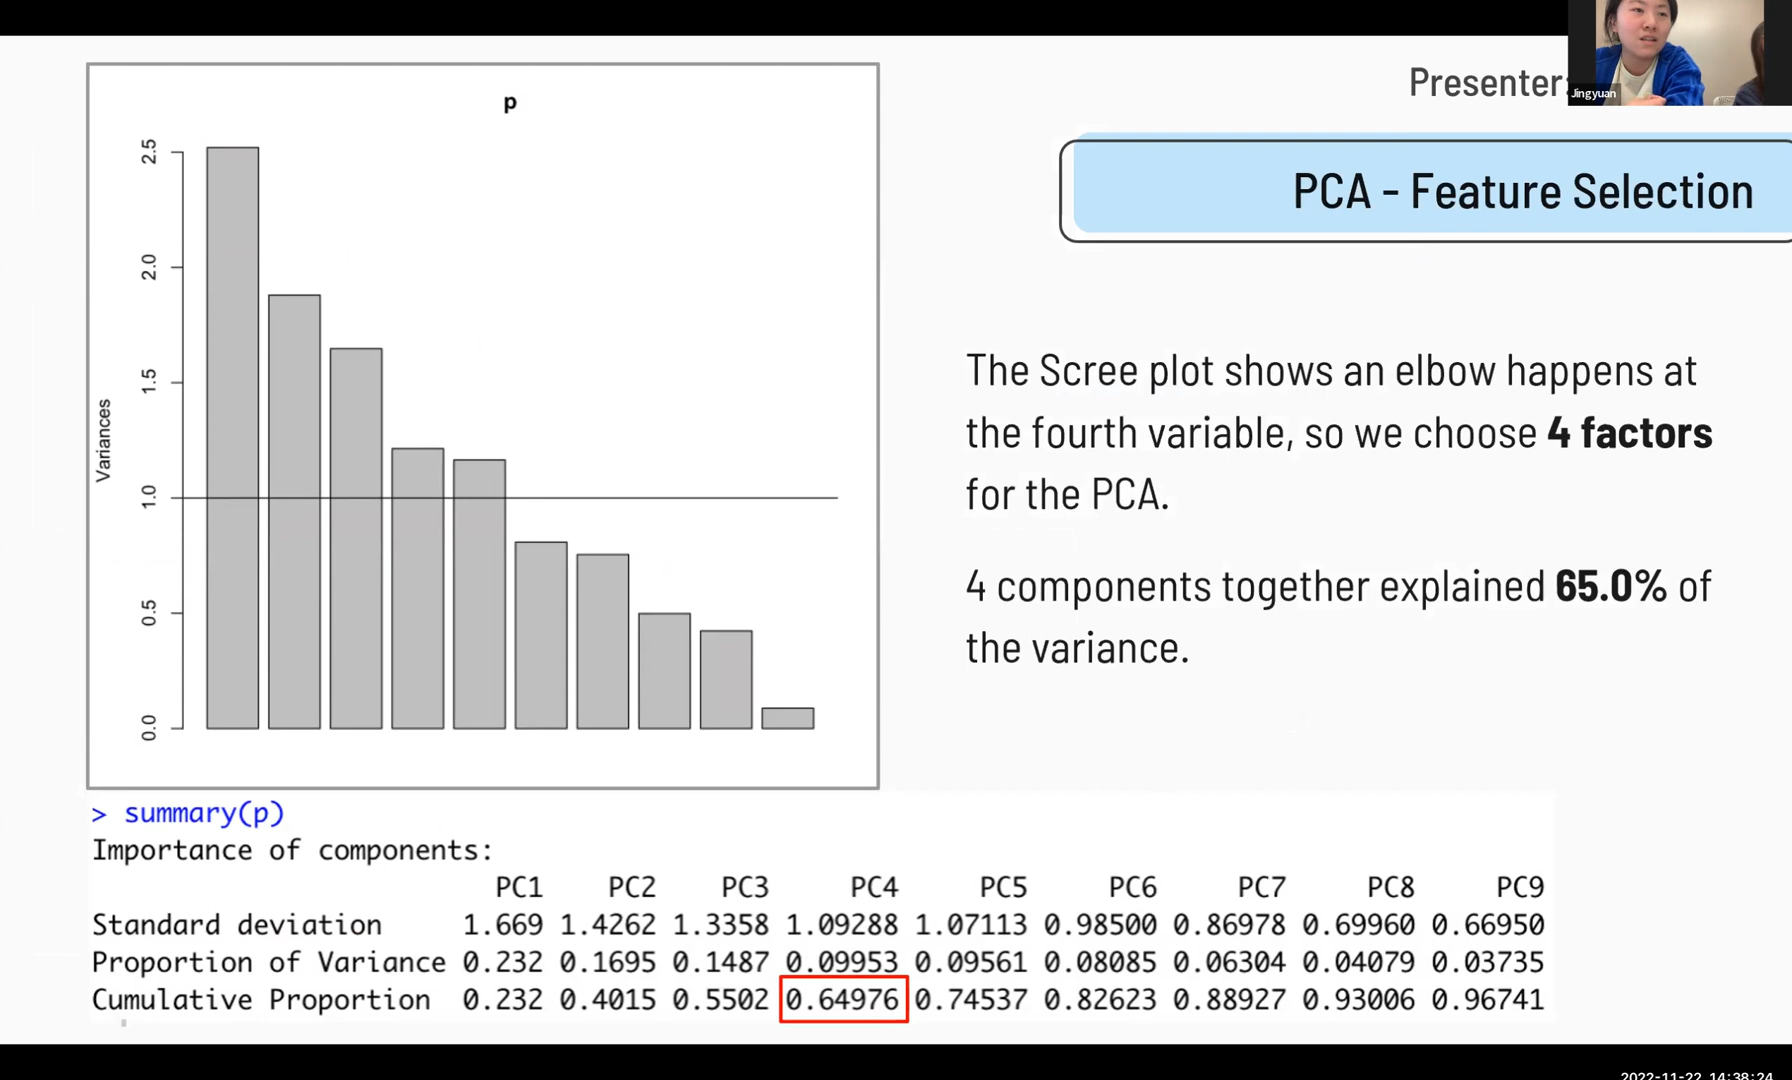 Presenter:
Jingyuan
PCA - Feature Selection
p
Variances
2.5
2.0
1.5
1.0
0.5
0.0
The Scree plot shows an elbow happens at
the fourth variable, so we choose 4 factors
for the PCA.
4 components together explained 65.0% of
the variance.
> summary(p)
Importance of components:
PC1 PC2 PC3 PC4 PC5 PC6 PC7 PC8 PC9
Standard deviation 1.669 1.4262 1.3358 1.09288 1.07113 0.98500 0.86978 0.69960 0.66950
Proportion of Variance 0.232 0.1695 0.1487 0.09953 0.09561 0.08085 0.06304 0.04079 0.03735
Cumulative Proportion 0.232 0.4015 0.5502 0.64976 0.74537 0.82623 0.88927 0.93006 0.96741
2022-11-22 14:38:24